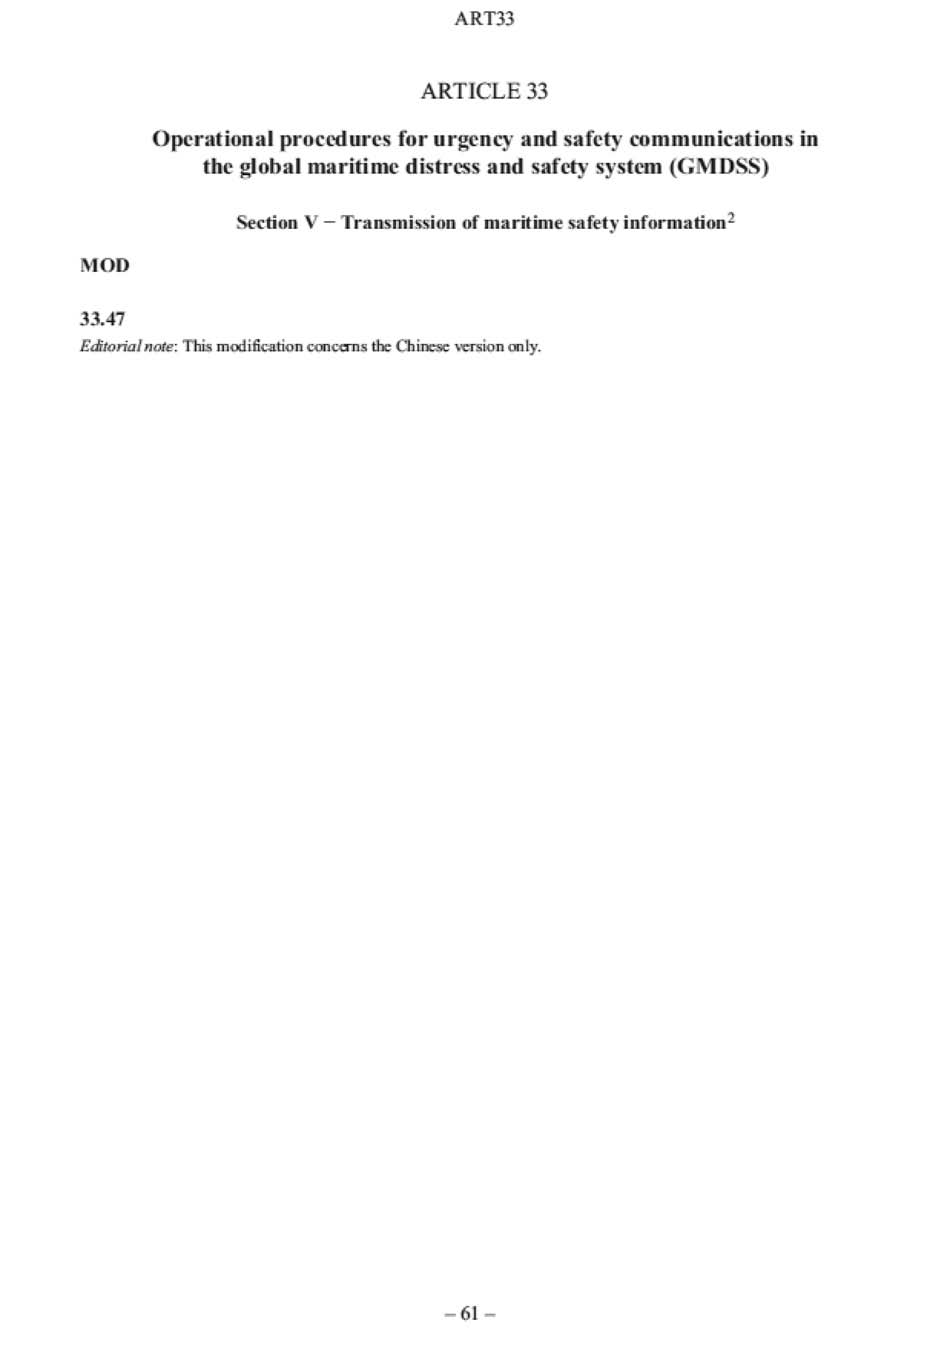 ART33
ARTICLE 33
Operational procedures for urgency and safety communications in
the global maritime distress and safety system (GMDSS)
Section V – Transmission of maritime safety information2
MOD
33.47
Editorial note: This modification concerns the Chinese version only.
– 61 –